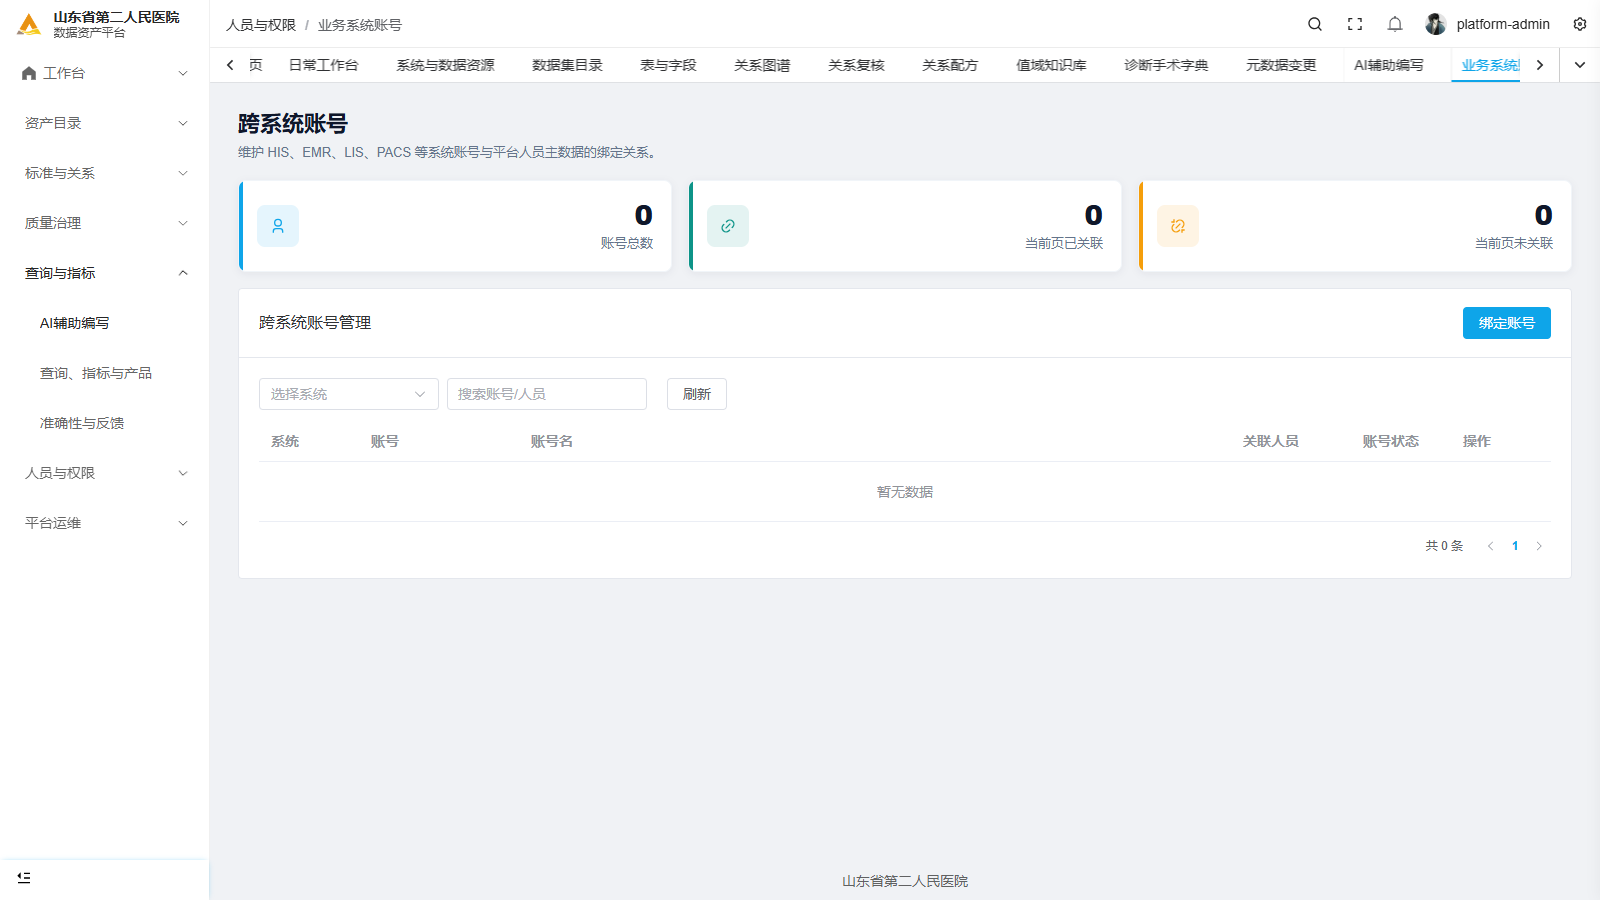 山东省第二人民医院
数据资产平台
人员与权限 / 业务系统账号
platform-admin
页
日常工作台
系统与数据资源
数据集目录
表与字段
关系图谱
关系复核
关系配方
值域知识库
诊断手术字典
元数据变更
AI辅助编写
业务系统
工作台
资产目录
标准与关系
质量治理
查询与指标
AI辅助编写
查询、指标与产品
准确性与反馈
人员与权限
平台运维
跨系统账号
维护 HIS、EMR、LIS、PACS 等系统账号与平台人员主数据的绑定关系。
0
账号总数
0
当前页已关联
0
当前页未关联
跨系统账号管理
绑定账号
选择系统
搜索账号/人员
刷新
系统
账号
账号名
关联人员
账号状态
操作
暂无数据
共 0 条
1
山东省第二人民医院